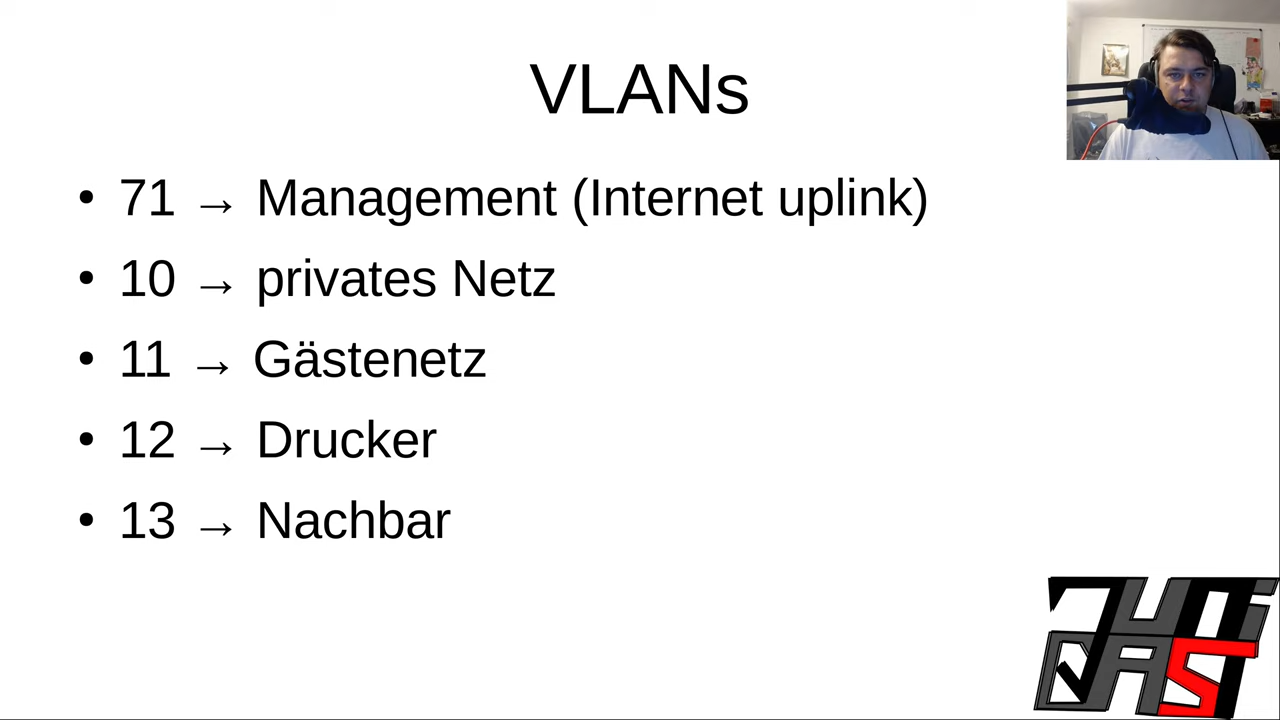 VLANs
• 71 → Management (Internet uplink)
• 10 → privates Netz
• 11 → Gästenetz
• 12 → Drucker
• 13 → Nachbar